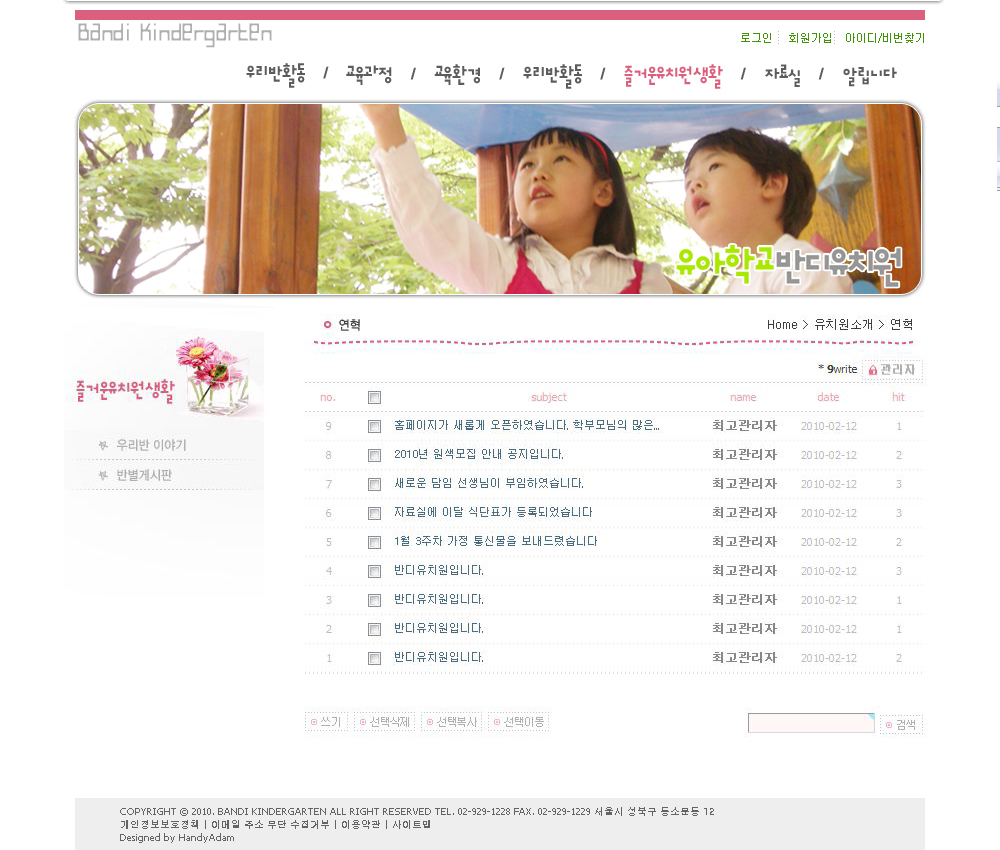 Bandi Kindergarten
로그인 회원가입 아이디/비번찾기
우리반활동 / 교육과정 / 교육환경 / 우리반활동 / 즐거운유치원생활 / 자료실 / 알립니다
유아학교반디유치원
연혁
Home > 유치원소개 > 연혁
즐거운유치원생활
우리반 이야기
반별게시판
* 9write 관리자
no. subject name date hit
9 홈페이지가 새롭게 오픈하였습니다. 학부모님의 많은... 최고관리자 2010-02-12 1
8 2010년 원색모집 안내 공지입니다. 최고관리자 2010-02-12 2
7 새로운 담임 선생님이 부임하였습니다. 최고관리자 2010-02-12 3
6 자료실에 이달 식단표가 등록되었습니다 최고관리자 2010-02-12 3
5 1월 3주차 가정 통신물을 보내드렸습니다 최고관리자 2010-02-12 2
4 반디유치원입니다. 최고관리자 2010-02-12 3
3 반디유치원입니다. 최고관리자 2010-02-12 1
2 반디유치원입니다. 최고관리자 2010-02-12 1
1 반디유치원입니다. 최고관리자 2010-02-12 2
쓰기 선택삭제 선택복사 선택이동 검색
COPYRIGHT © 2010. BANDI KINDERGARTEN ALL RIGHT RESERVED TEL. 02-929-1228 FAX. 02-929-1229 서울시 성북구 동소문동 12
개인정보보호정책 | 이메일 주소 무단 수집거부 | 이용약관 | 사이트맵
Designed by HandyAdam